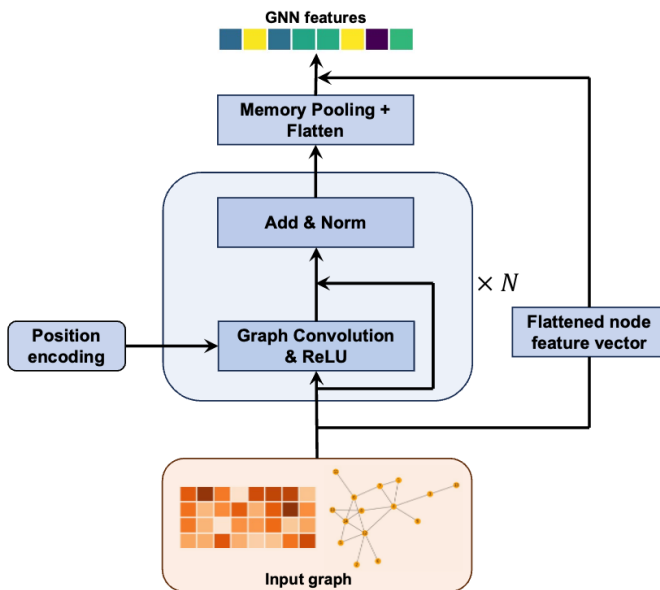 GNN features
Memory Pooling +
Flatten
Add & Norm
× N
Position
encoding
Graph Convolution
& ReLU
Flattened node
feature vector
Input graph